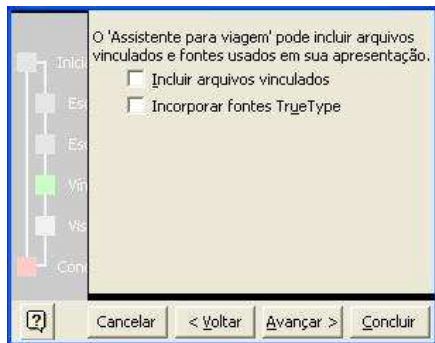 O 'Assistente para viagem' pode incluir arquivos
vinculados e fontes usados em sua apresentação.
Incluir arquivos vinculados
Incorporar fontes TrueType
Cancelar
< Voltar
Avançar >
Concluir